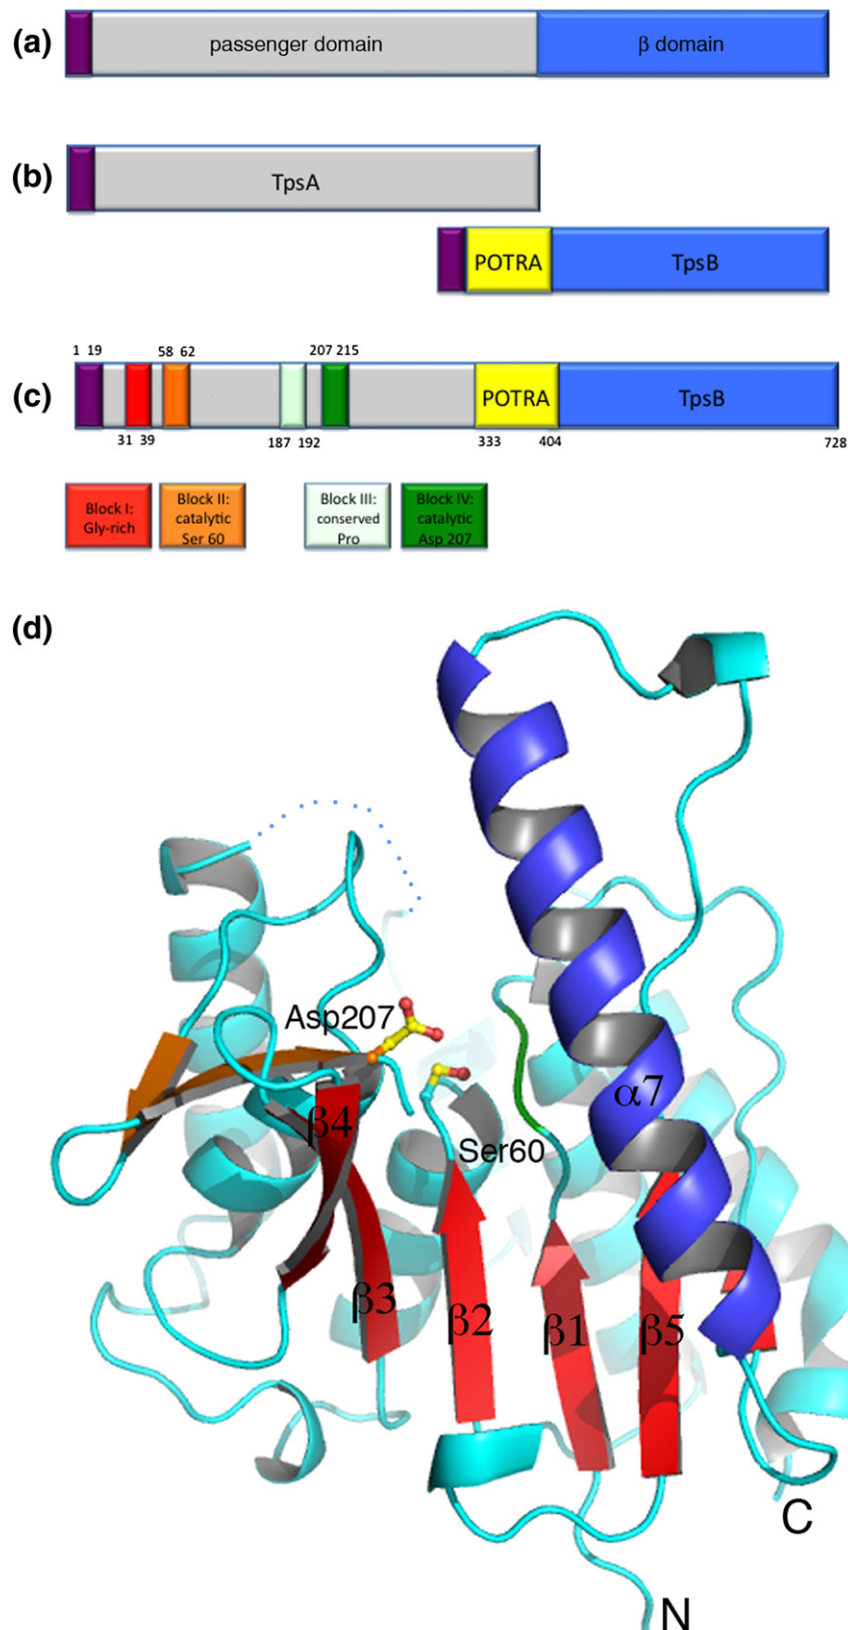 (a)
passenger domain
β domain
(b)
TpsA
POTRA
TpsB
(c)
1 19
58 62
207 215
POTRA
TpsB
31 39
187 192
333
404
728
Block I:
Gly-rich
Block II:
catalytic
Ser 60
Block III:
conserved
Pro
Block IV:
catalytic
Asp 207
(d)
Asp207
α7
β4
Ser60
β3
β2
β1
β5
C
N